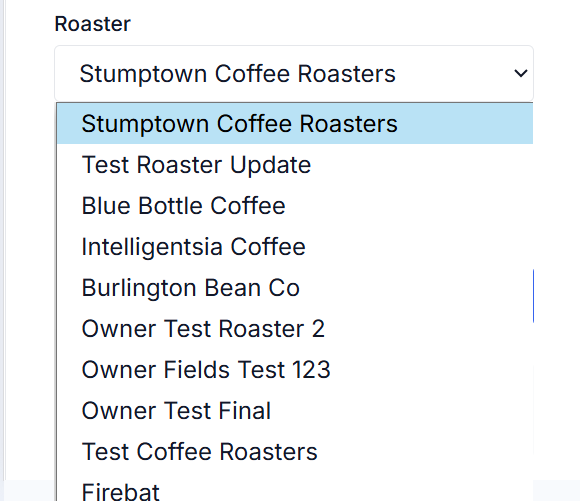 Roaster
Stumptown Coffee Roasters
Stumptown Coffee Roasters
Test Roaster Update
Blue Bottle Coffee
Intelligentsia Coffee
Burlington Bean Co
Owner Test Roaster 2
Owner Fields Test 123
Owner Test Final
Test Coffee Roasters
Firebat